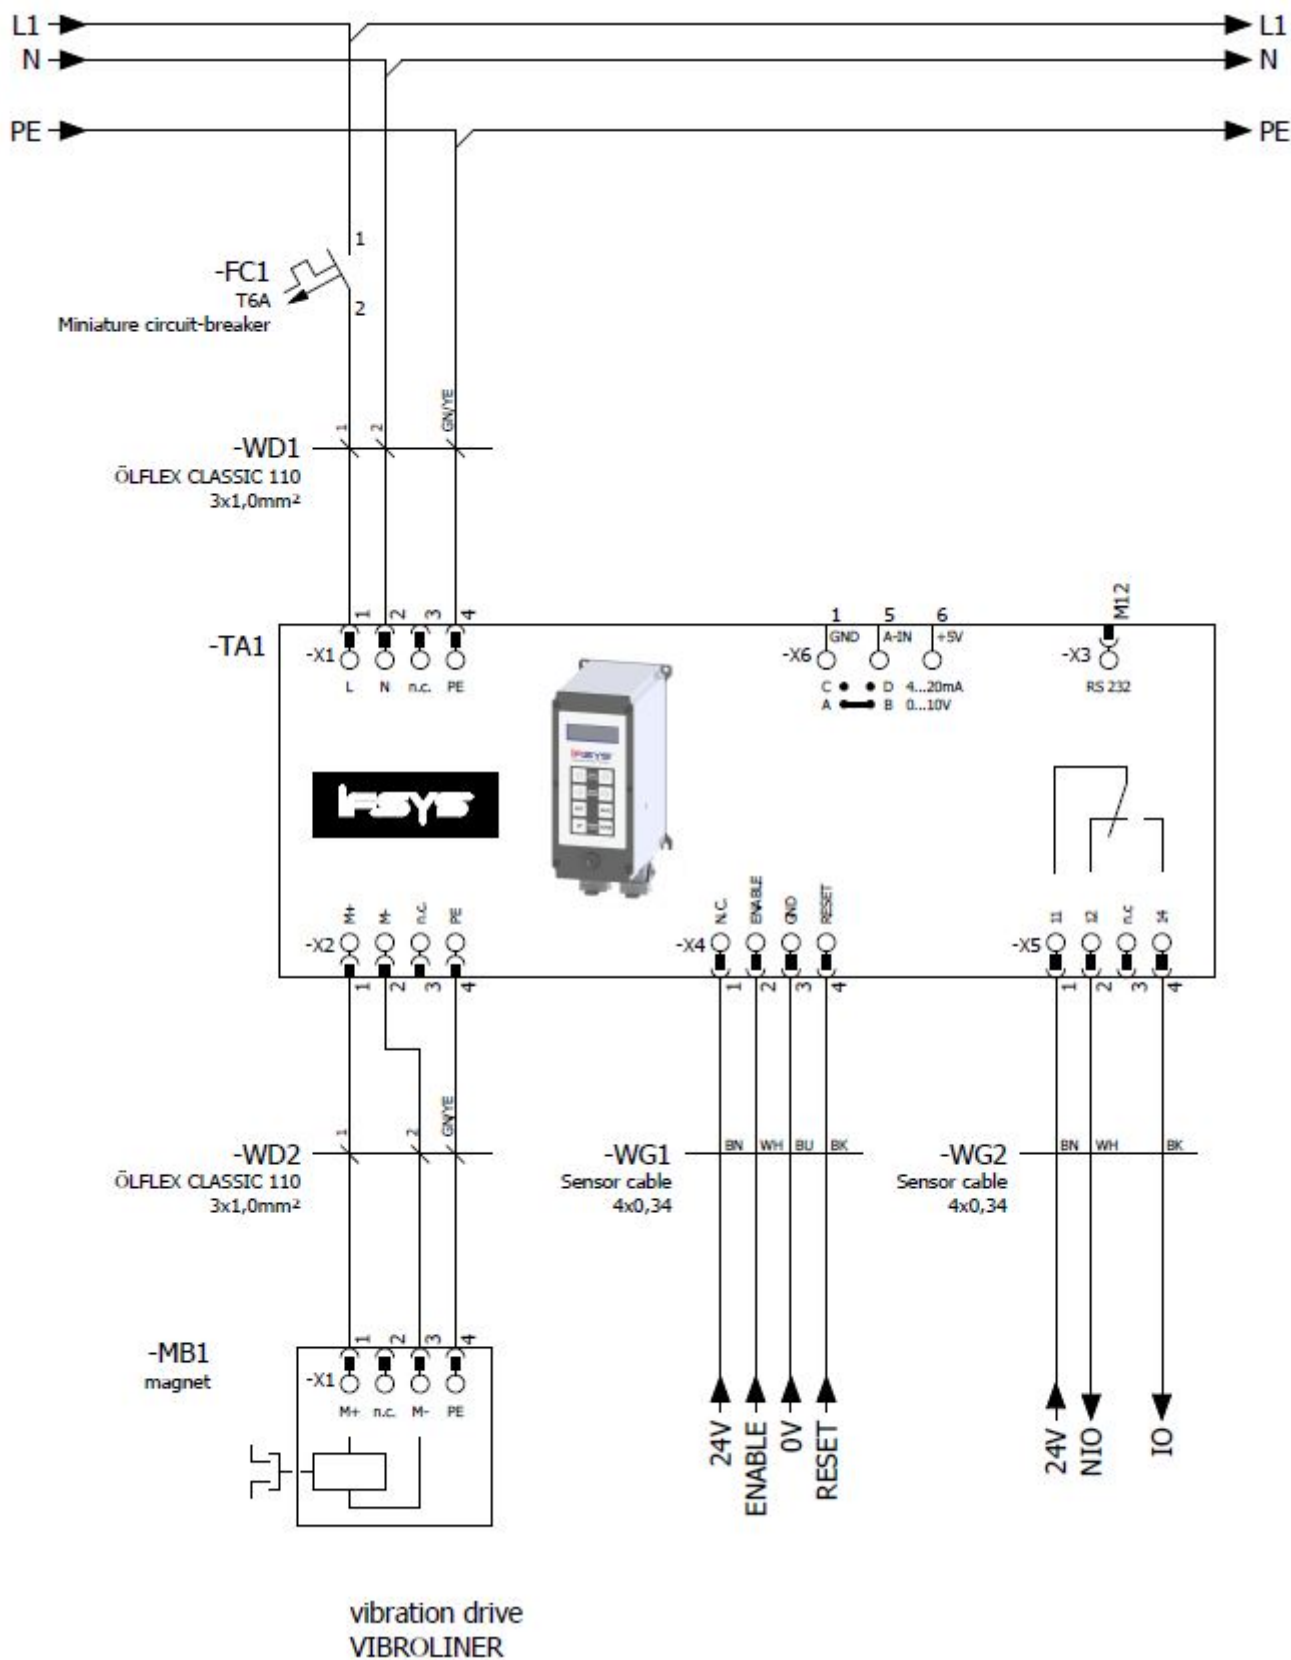 L1
L1
N
N
PE
PE
1
-FC1
T6A
2
Miniature circuit-breaker
1
2
GN/YE
-WD1
ÖLFLEX CLASSIC 110
3x1,0mm²
-TA1
1
2
3
4
-X1
L
N
n.c.
PE
1
5
6
GND
A-IN
+5V
-X6
C
D
4...20mA
A
B
0...10V
M12
-X3
RS 232
IFSYS
IFSYS
M+
M-
n.c.
PE
-X2
1
2
3
4
N.C.
ENABLE
GND
RESET
-X4
1
2
3
4
11
12
n.c
14
-X5
1
2
3
4
1
2
GN/YE
-WD2
ÖLFLEX CLASSIC 110
3x1,0mm²
BN
WH
BU
BK
-WG1
Sensor cable
4x0,34
BN
WH
BK
-WG2
Sensor cable
4x0,34
-MB1
magnet
1
2
3
4
-X1
M+
n.c.
M-
PE
24V
ENABLE
0V
RESET
24V
NIO
IO
vibration drive
VIBROLINER